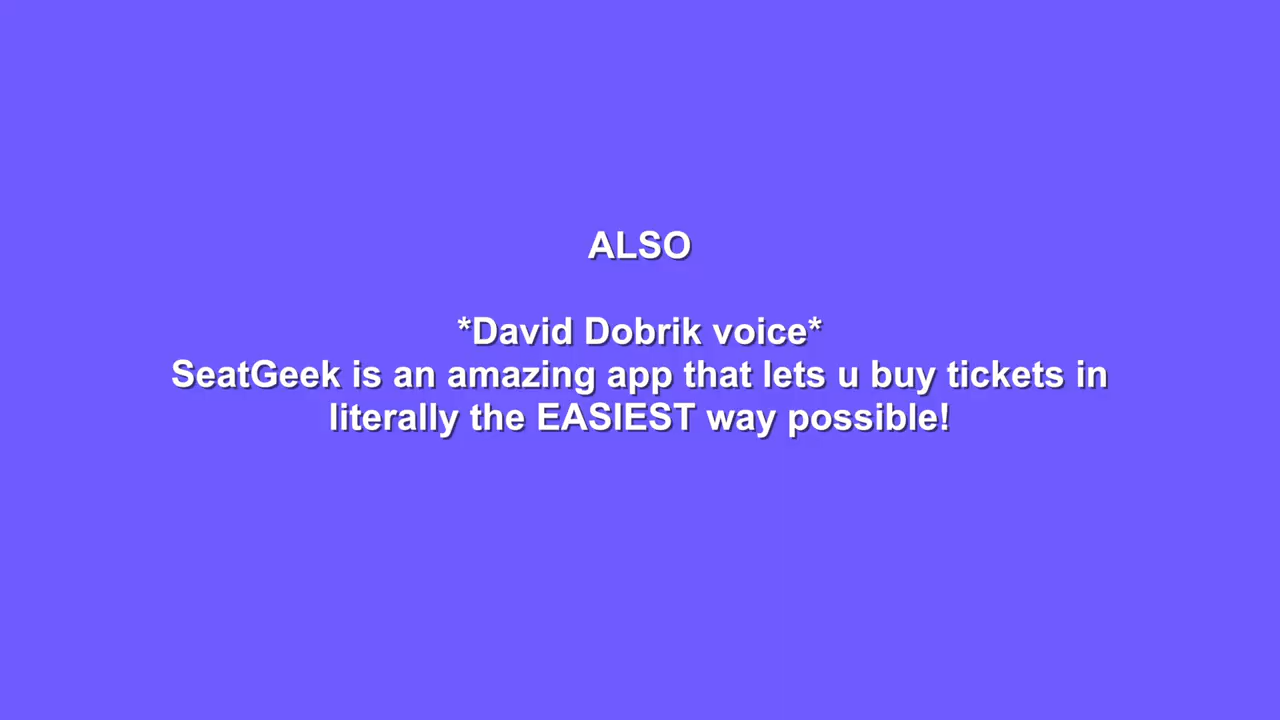 ALSO
*David Dobrik voice*
SeatGeek is an amazing app that lets u buy tickets in
literally the EASIEST way possible!